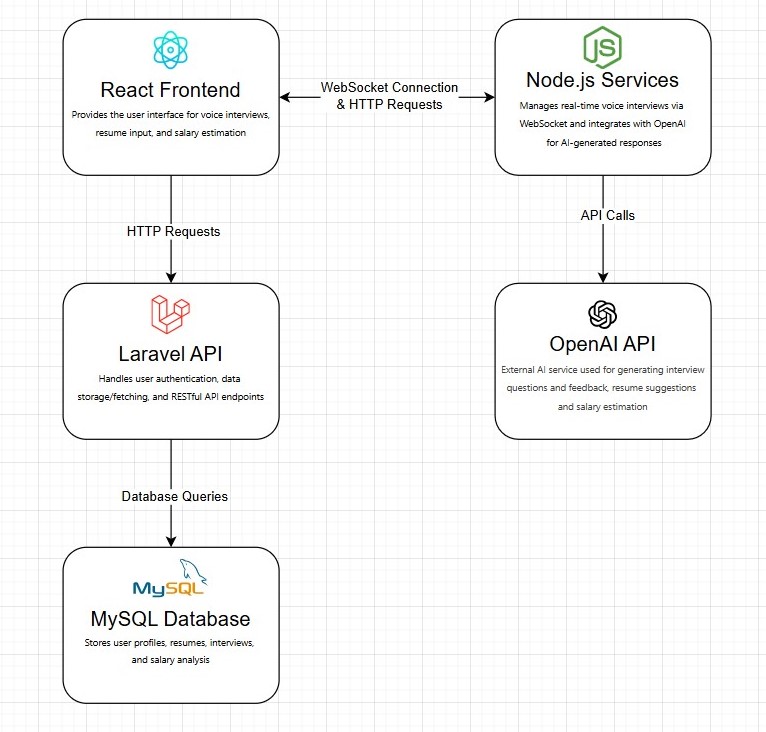 React Frontend
Provides the user interface for voice interviews,
resume input, and salary estimation
WebSocket Connection
& HTTP Requests
JS
Node.js Services
Manages real-time voice interviews via
WebSocket and integrates with OpenAI
for AI-generated responses
HTTP Requests
API Calls
Laravel API
Handles user authentication, data
storage/fetching, and RESTful API endpoints
OpenAI API
External AI service used for generating interview
questions and feedback, resume suggestions
and salary estimation
Database Queries
MySQL
MySQL Database
Stores user profiles, resumes, interviews,
and salary analysis